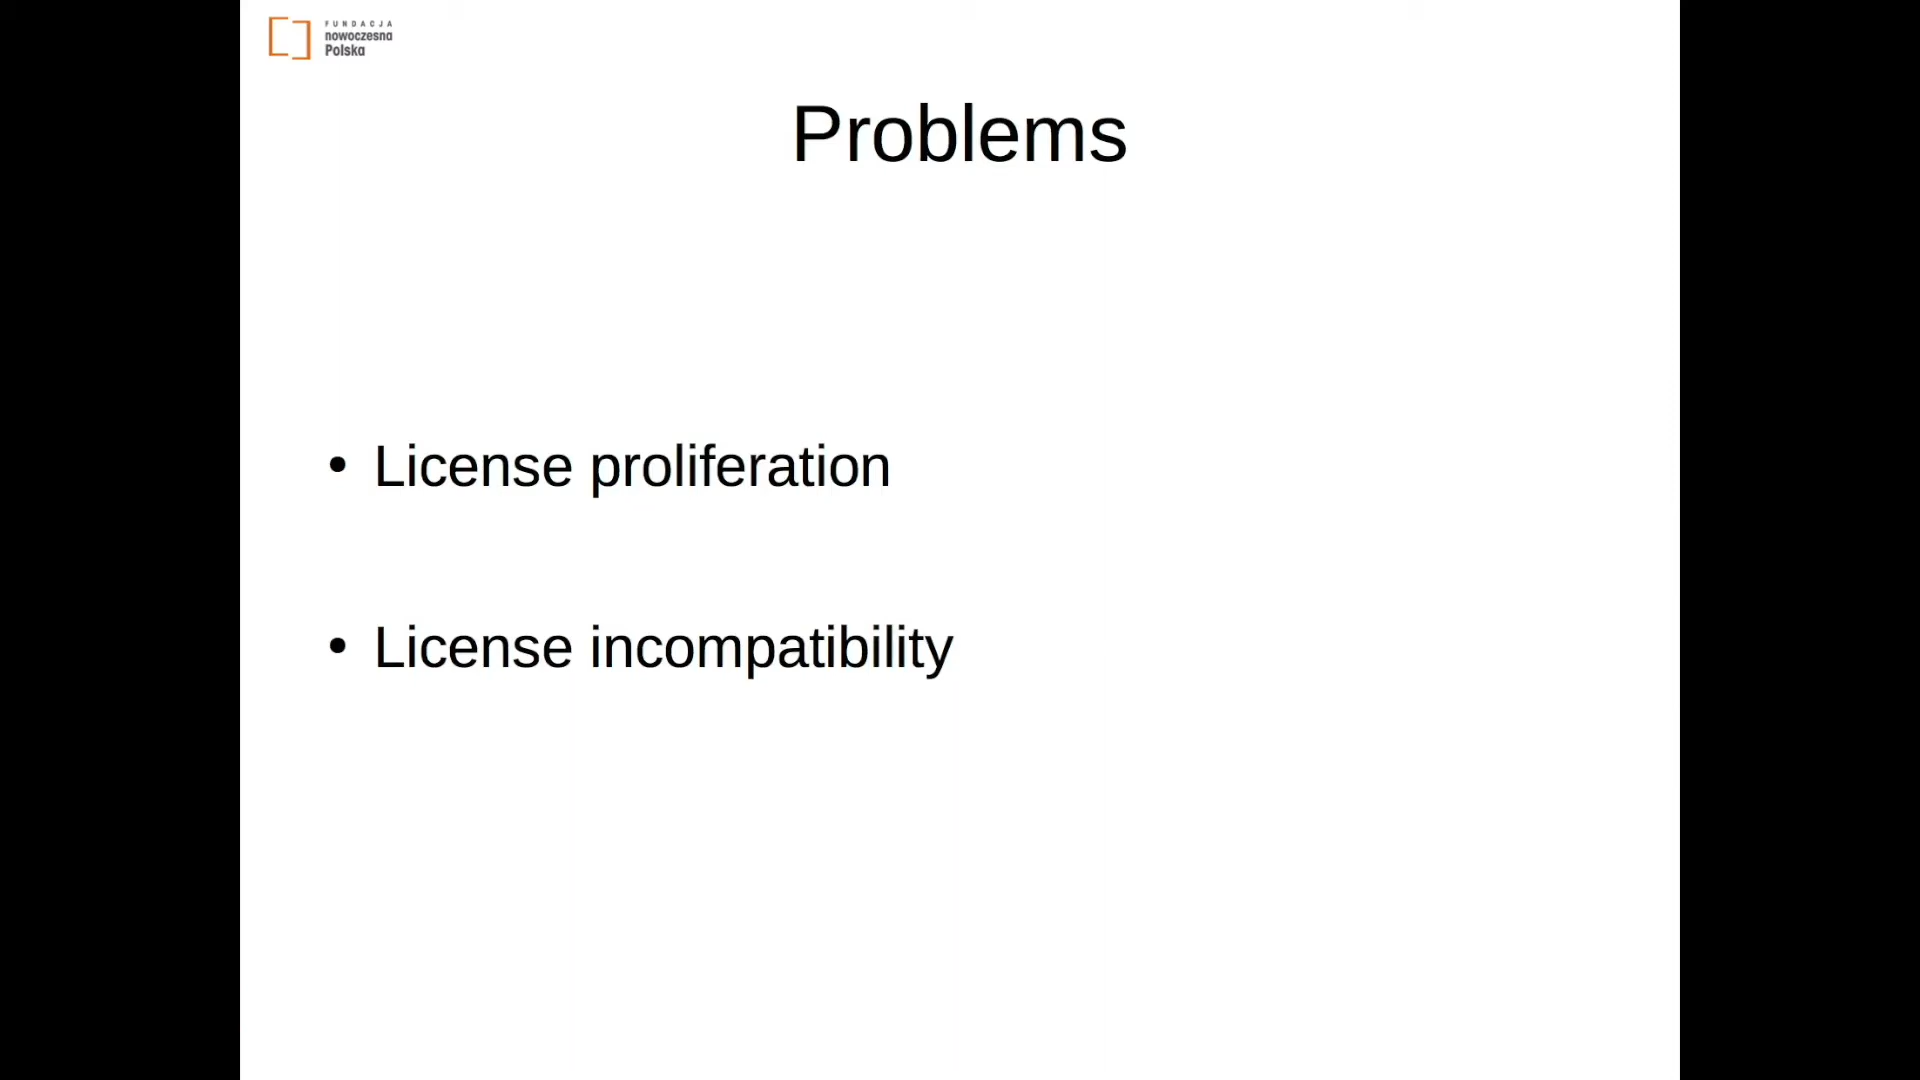 FUNDACJA
nowoczesna
Polska
Problems
• License proliferation
• License incompatibility